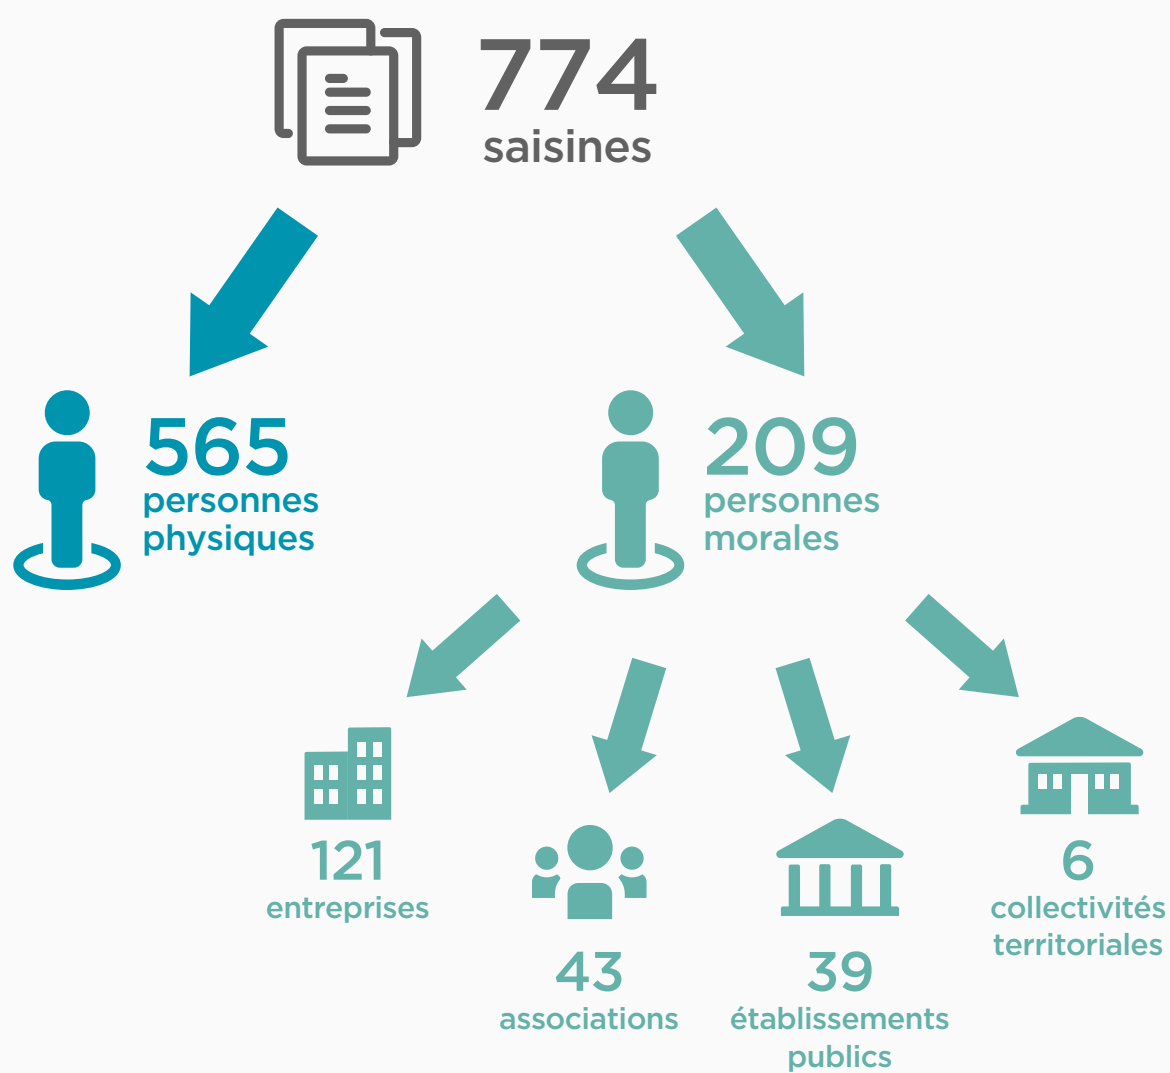 774
saisines
565
personnes
physiques
209
personnes
morales
121
entreprises
43
associations
39
établissements
publics
6
collectivités
territoriales